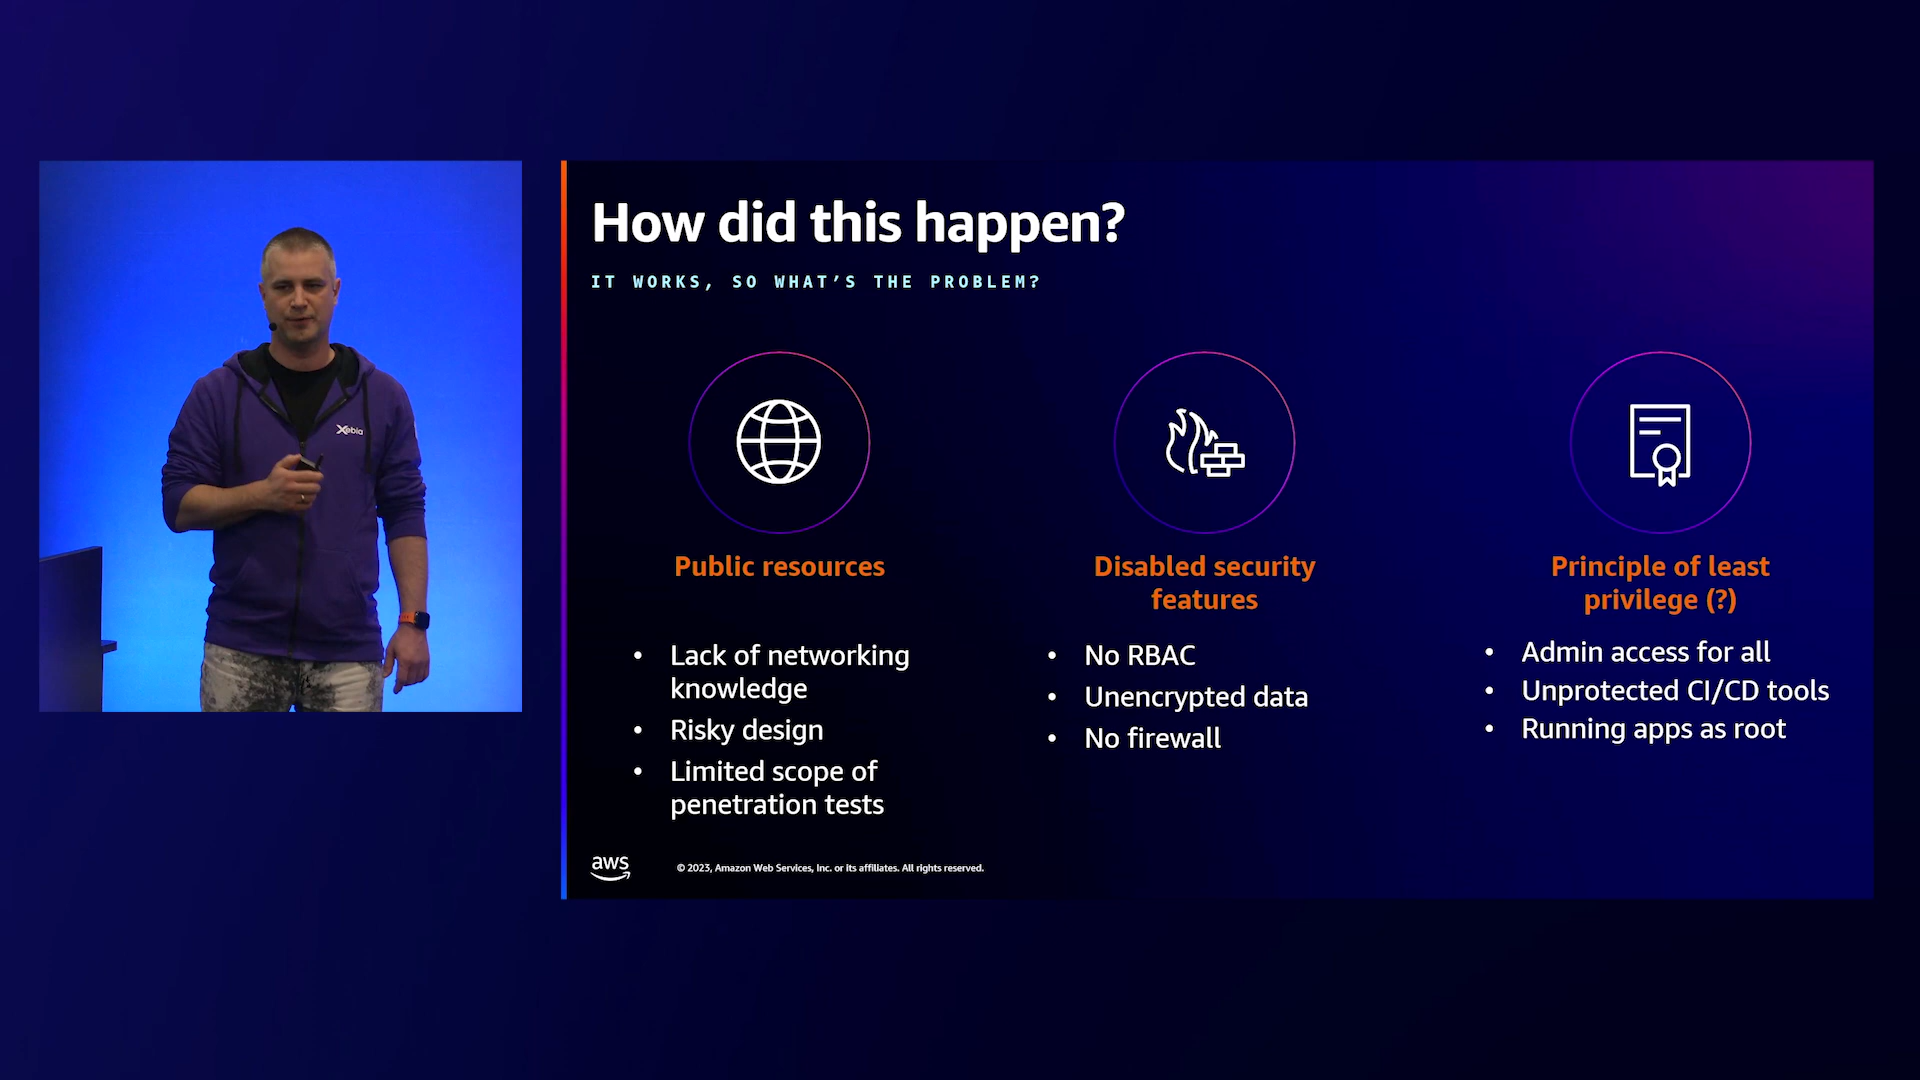 Xebia
How did this happen?
IT WORKS, SO WHAT'S THE PROBLEM?
Public resources
• Lack of networking
knowledge
• Risky design
• Limited scope of
penetration tests
Disabled security
features
• No RBAC
• Unencrypted data
• No firewall
Principle of least
privilege (?)
• Admin access for all
• Unprotected CI/CD tools
• Running apps as root
aws
© 2023, Amazon Web Services, Inc. or its affiliates. All rights reserved.